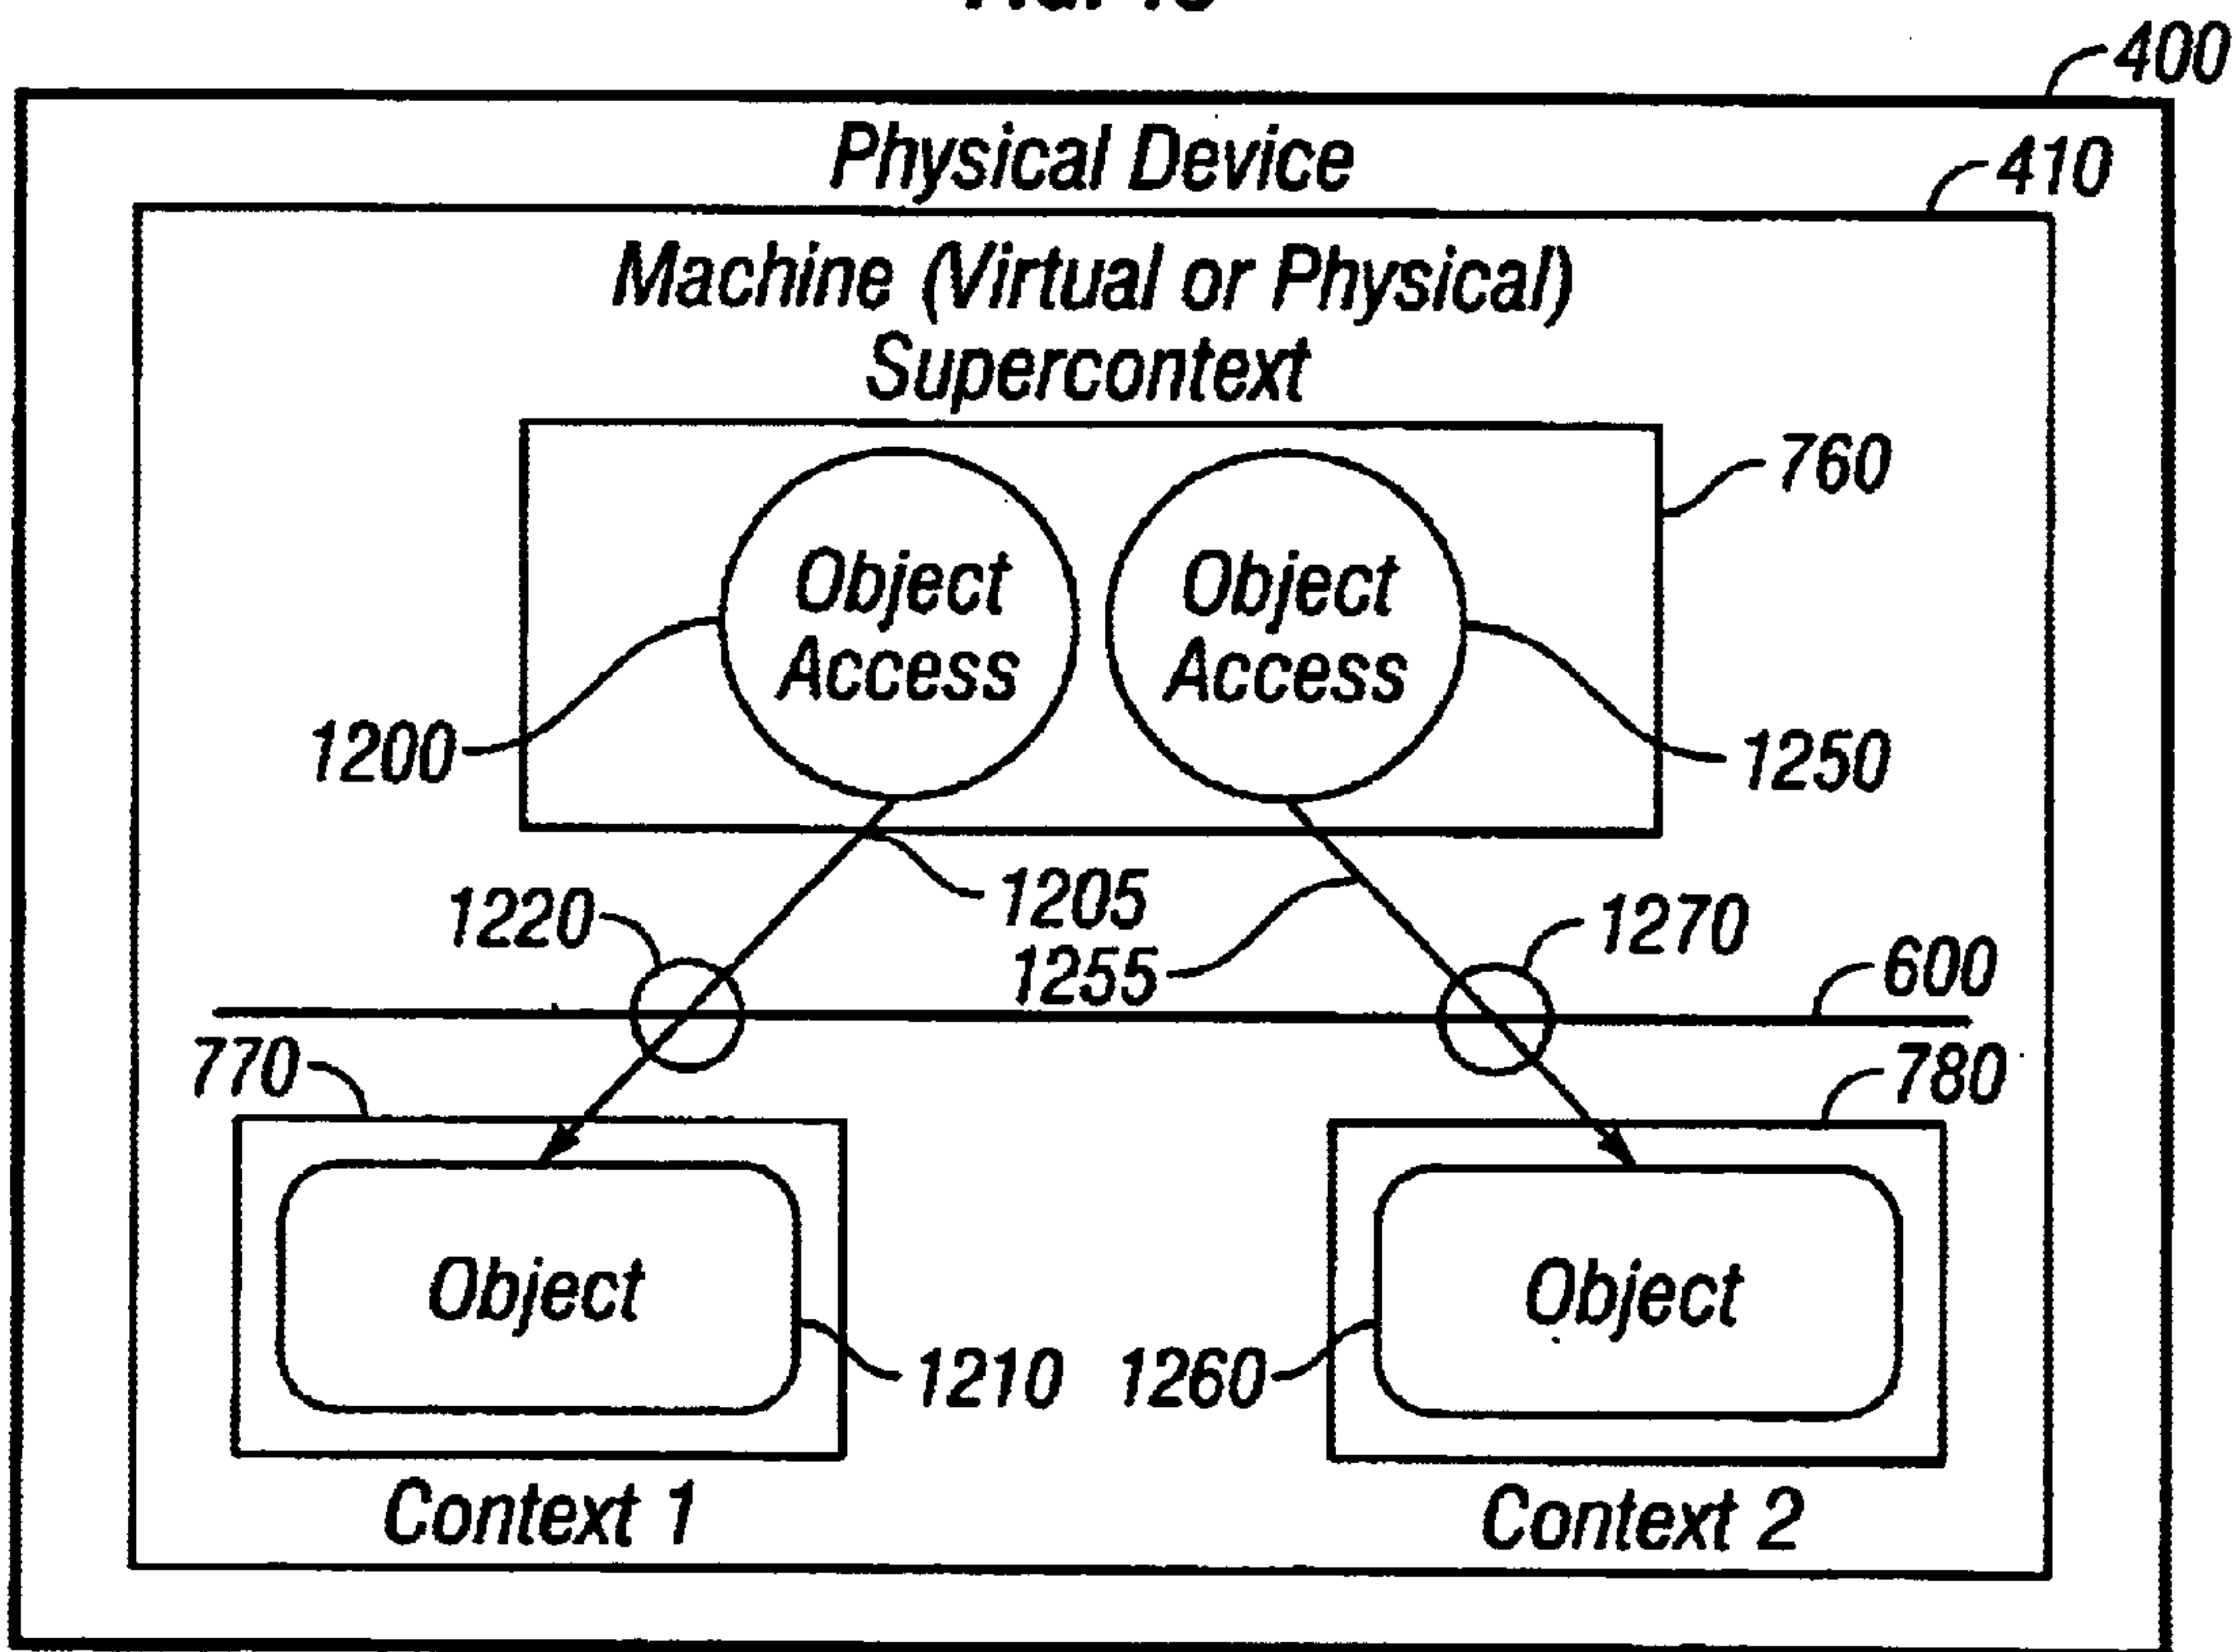 400
Physical Device
410
Machine (Virtual or Physical)
Supercontext
760
Object
Access
Object
Access
1200
1250
1205
1220
1270
1255
600
770
780
Object
Object
1210
1260
Context 1
Context 2